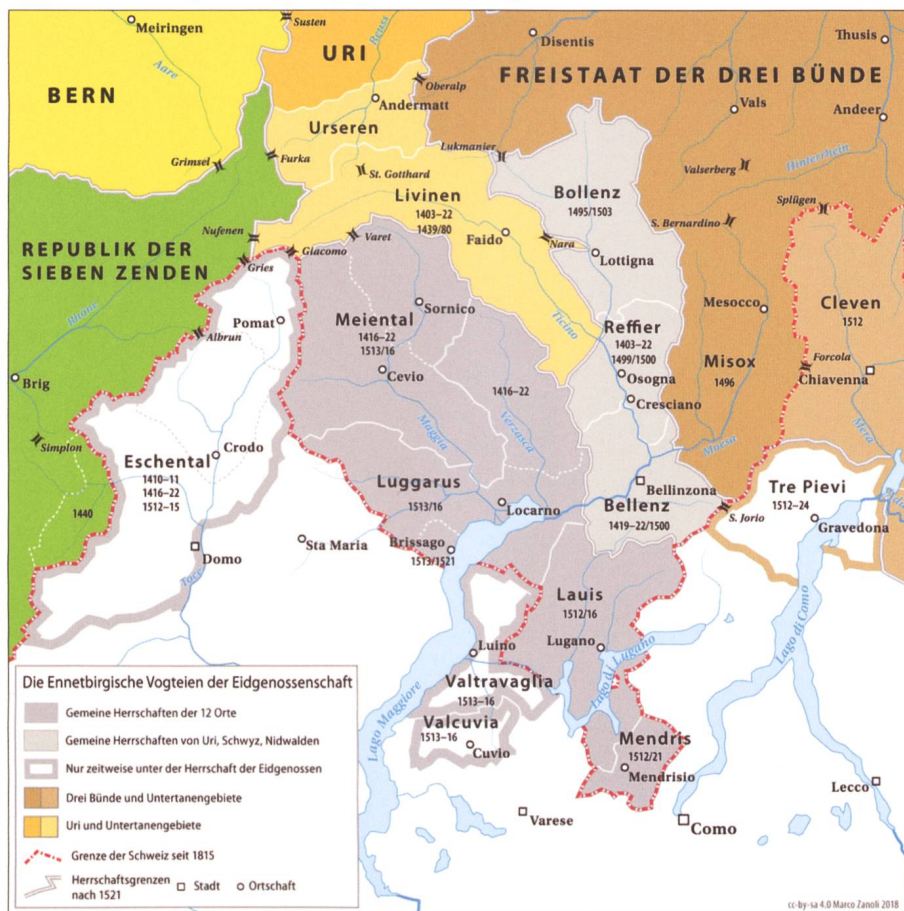 Susten
Meiringen
Reuss
Disentis
Thusis
URI
Aare
Oberalp
FREISTAAT DER DREI BÜNDE
BERN
Andermatt
Vals
Andeer
Urseren
Lukmanier
Grimsel
Furka
St. Gotthard
Valserberg
Hinterrhein
Livinen
1403–22
1439/80
Bollenz
1495/1503
Splügen
S. Bernardino
Nufenen
Varet
Faido
Nara
REPUBLIK DER
SIEBEN ZENDEN
Giacomo
Gries
Lottigna
Rhone
Sornico
Mesocco
Cleven
1512
Pomat
Meiental
1416–22
1513/16
Ticino
Reffier
1403–22
1499/1500
Albrun
Misox
1496
Forcola
Chiavenna
Brig
Cevio
1416–22
Osogna
Cresciano
Maggia
Verzasca
Moesa
Mera
Simplon
Crodo
Eschental
1410–11
1416–22
1512–15
Luggarus
1513/16
Bellinzona
Tre Pievi
1512–24
1440
Locarno
Bellenz
1419–22/1500
S. Jorio
Gravedona
Domo
Sta Maria
Brissago
1513/1521
Toce
Lauis
1512/16
Lago di Como
Luino
Lugano
Lago di Lugano
Die Ennetbirgische Vogteien der Eidgenossenschaft
Valtravaglia
1513–16
Gemeine Herrschaften der 12 Orte
Lago Maggiore
Valcuvia
1513–16
Gemeine Herrschaften von Uri, Schwyz, Nidwalden
Cuvio
Mendris
1512/21
Nur zeitweise unter der Herrschaft der Eidgenossen
Mendrisio
Drei Bünde und Untertanengebiete
Lecco
Uri und Untertanengebiete
Varese
Como
Grenze der Schweiz seit 1815
Herrschaftsgrenzen
nach 1521
Stadt
Ortschaft
cc-by-sa 4.0 Marco Zanoli 2018